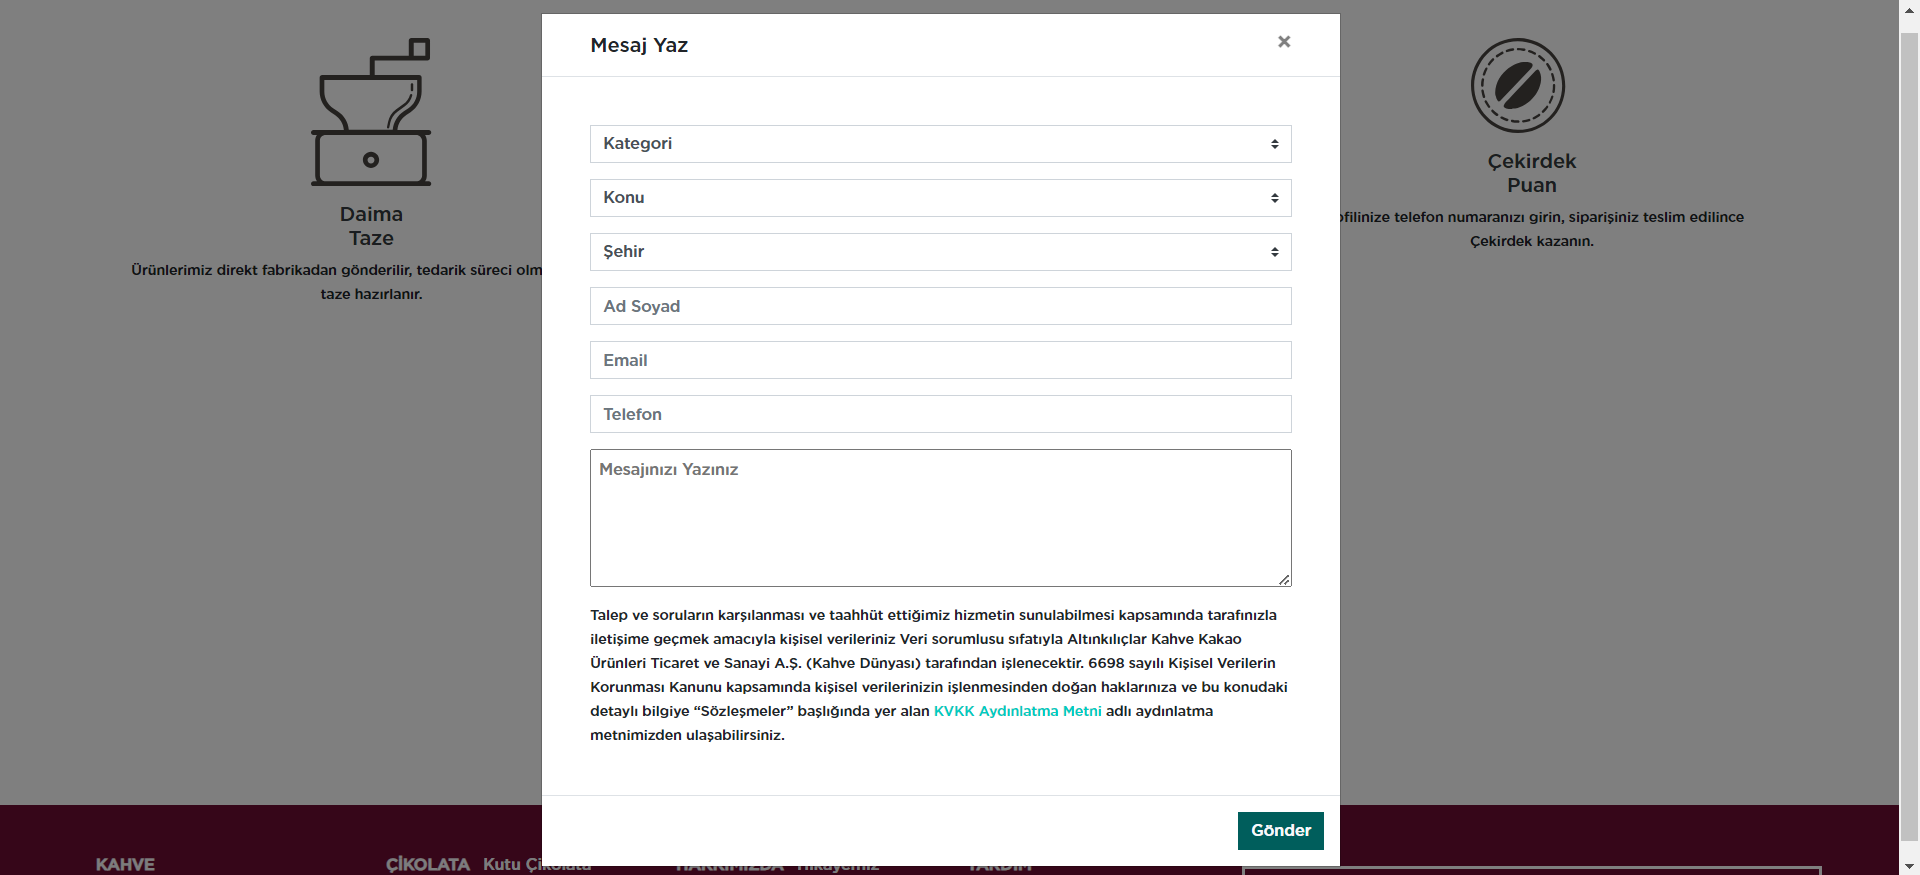 Mesaj Yaz
×
Kategori
Konu
Şehir
Ad Soyad
Email
Telefon
Mesajınızı Yazınız
Talep ve soruların karşılanması ve taahhüt ettiğimiz hizmetin sunulabilmesi kapsamında tarafınızla
iletişime geçmek amacıyla kişisel verileriniz Veri sorumlusu sıfatıyla Altınkılıçlar Kahve Kakao
Ürünleri Ticaret ve Sanayi A.Ş. (Kahve Dünyası) tarafından işlenecektir. 6698 sayılı Kişisel Verilerin
Korunması Kanunu kapsamında kişisel verilerinizin işlenmesinden doğan haklarınıza ve bu konudaki
detaylı bilgiye “Sözleşmeler” başlığında yer alan KVKK Aydınlatma Metni adlı aydınlatma
metnimizden ulaşabilirsiniz.
Gönder
Daima
Taze
Ürünlerimiz direkt fabrikadan gönderilir, tedarik süreci olm
taze hazırlanır.
Çekirdek
Puan
ofilinize telefon numaranızı girin, siparişiniz teslim edilince
Çekirdek kazanın.
KAHVE
ÇİKOLATA Kutu Çikolata
HAKKIMIZDA Hikayemiz
YARDIM